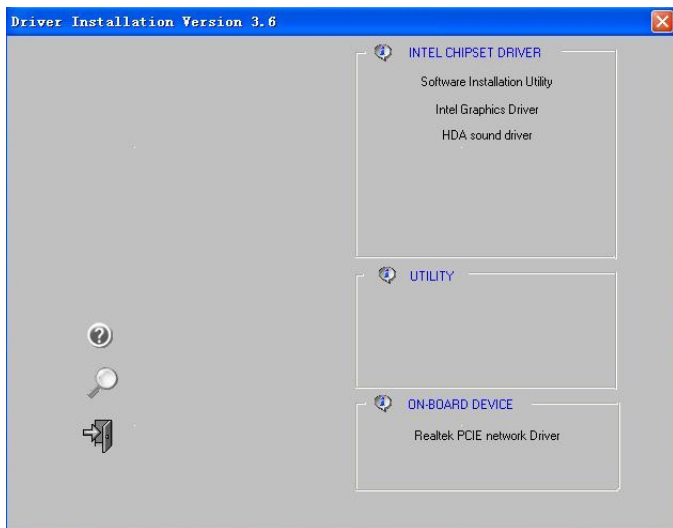 Driver Installation Version 3.6
INTEL CHIPSET DRIVER
Software Installation Utility
Intel Graphics Driver
HDA sound driver
UTILITY
ON-BOARD DEVICE
Realtek PCIE network Driver